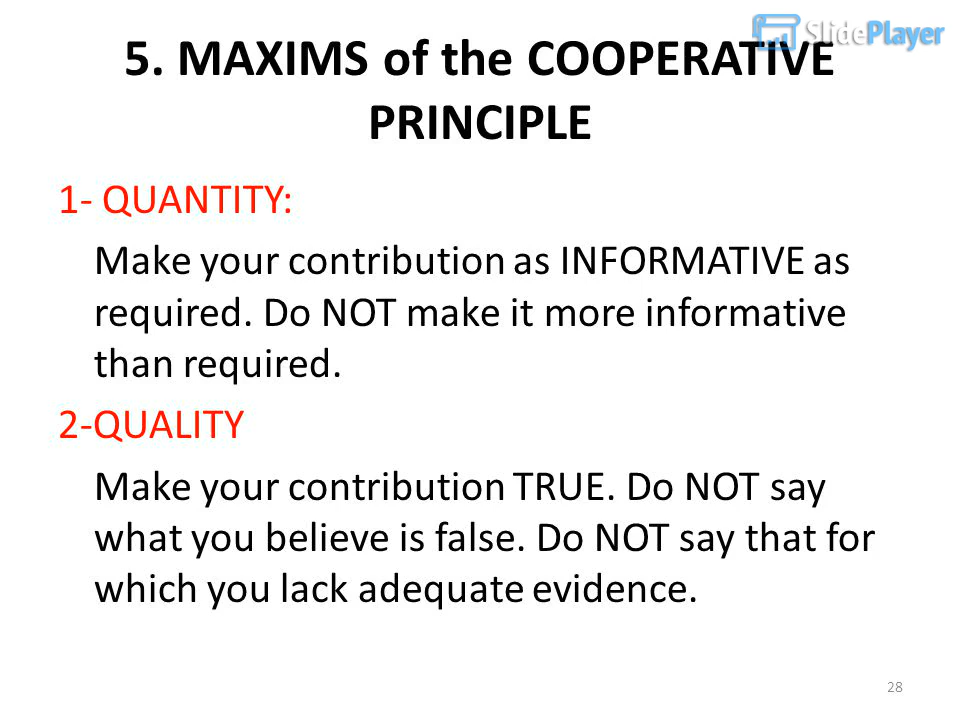 SlidePlayer
5. MAXIMS of the COOPERATIVE
PRINCIPLE
1- QUANTITY:
Make your contribution as INFORMATIVE as
required. Do NOT make it more informative
than required.
2-QUALITY
Make your contribution TRUE. Do NOT say
what you believe is false. Do NOT say that for
which you lack adequate evidence.
28